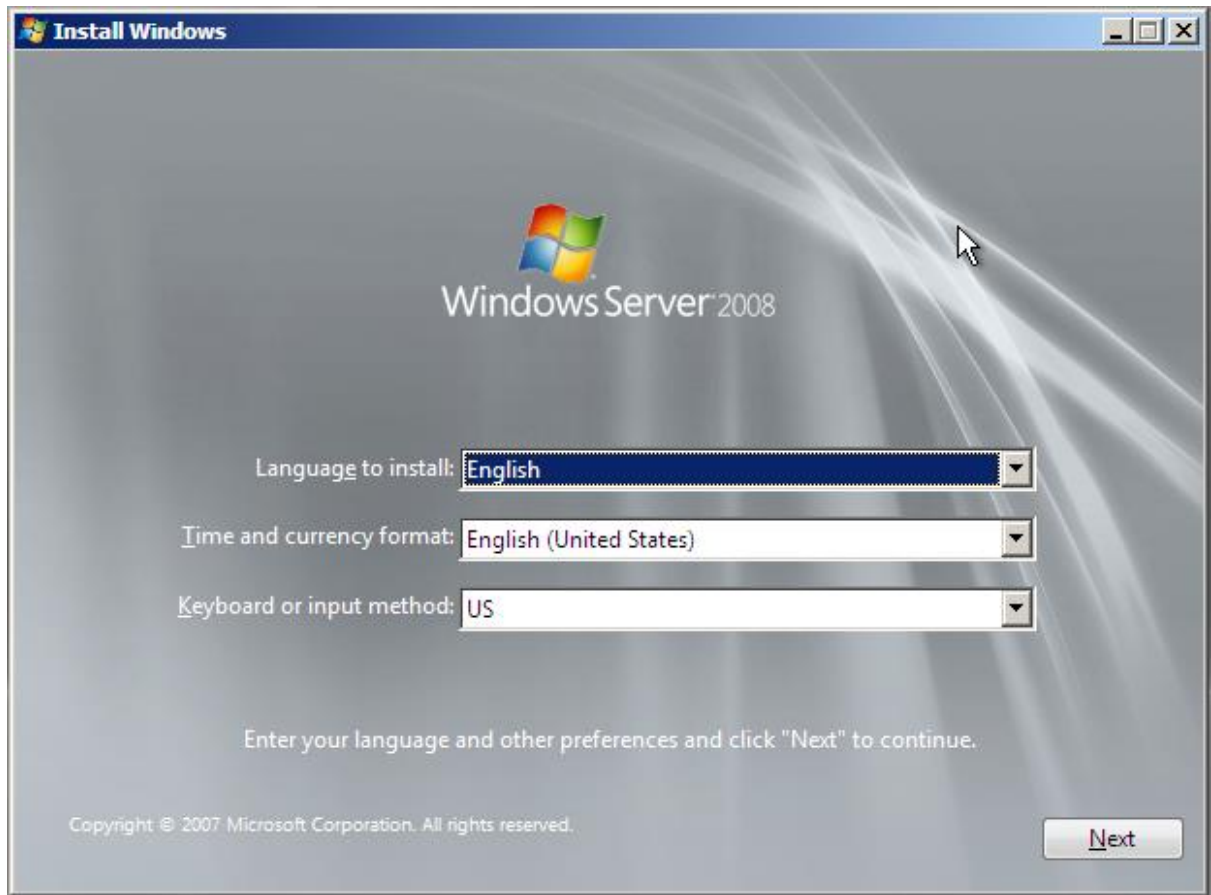 Install Windows
Windows Server 2008
Language to install: English
Time and currency format: English (United States)
Keyboard or input method: US
Enter your language and other preferences and click "Next" to continue.
Copyright © 2007 Microsoft Corporation. All rights reserved.
Next